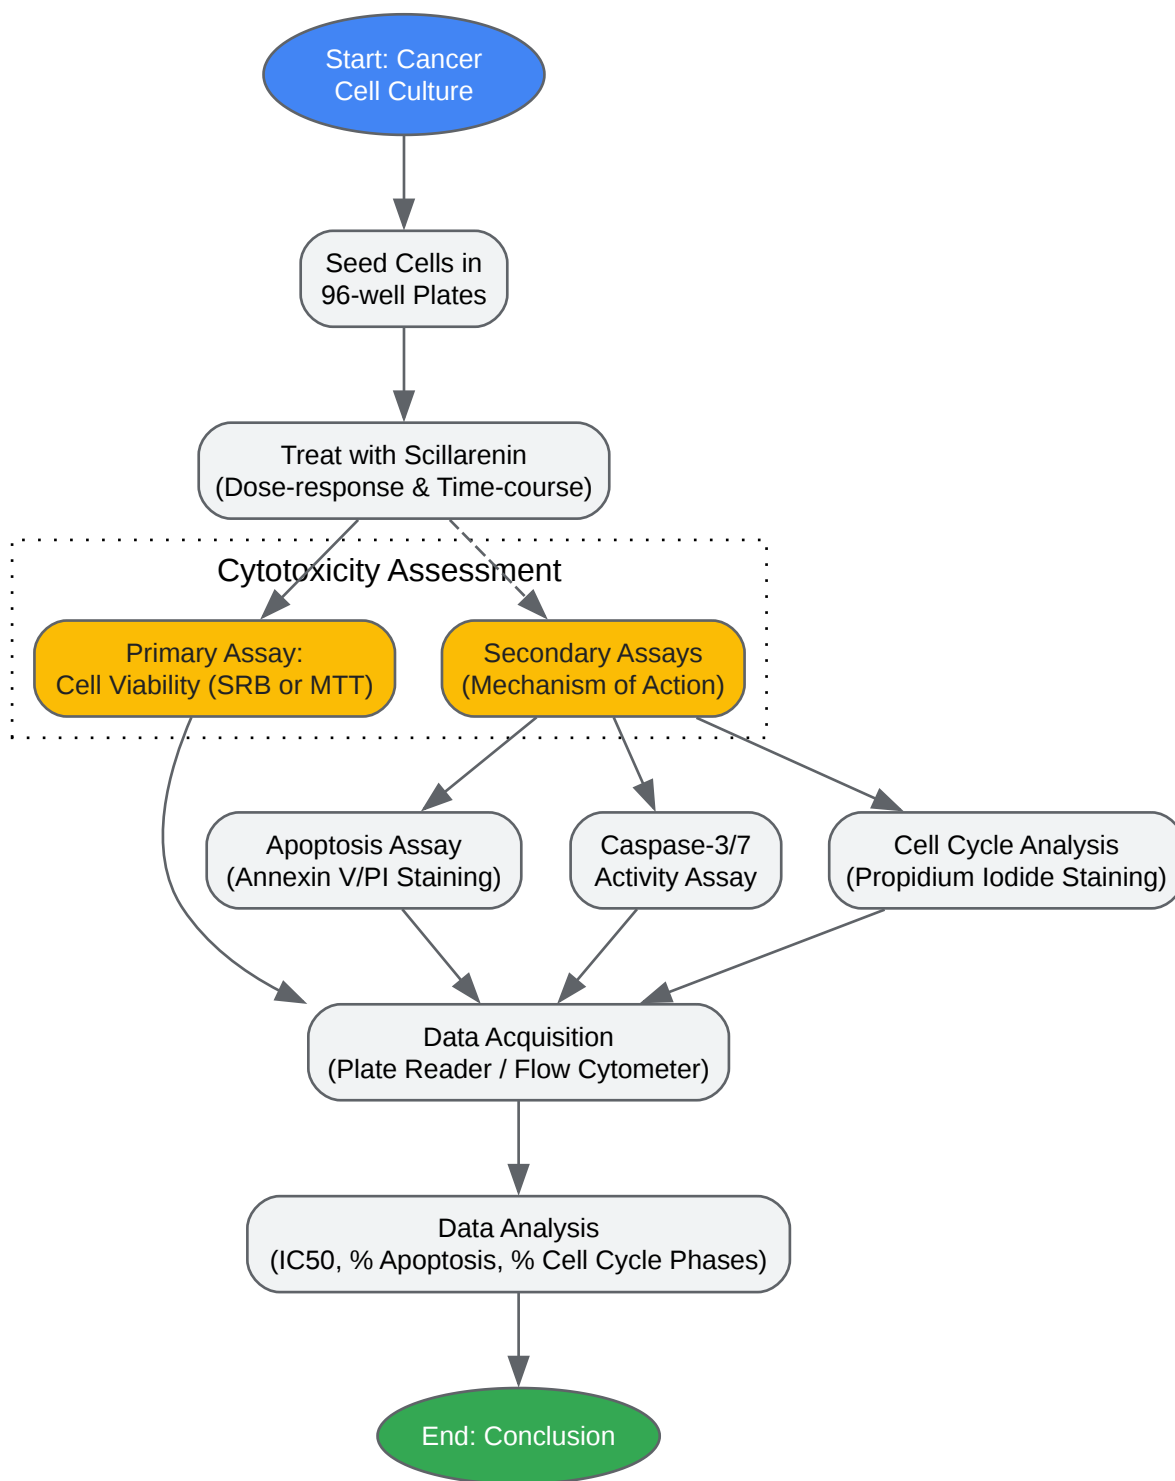 Start: Cancer
Cell Culture
Seed Cells in
96-well Plates
Treat with Scillarenin
(Dose-response & Time-course)
Cytotoxicity Assessment
Primary Assay:
Cell Viability (SRB or MTT)
Secondary Assays
(Mechanism of Action)
Apoptosis Assay
(Annexin V/PI Staining)
Caspase-3/7
Activity Assay
Cell Cycle Analysis
(Propidium Iodide Staining)
Data Acquisition
(Plate Reader / Flow Cytometer)
Data Analysis
(IC50, % Apoptosis, % Cell Cycle Phases)
End: Conclusion